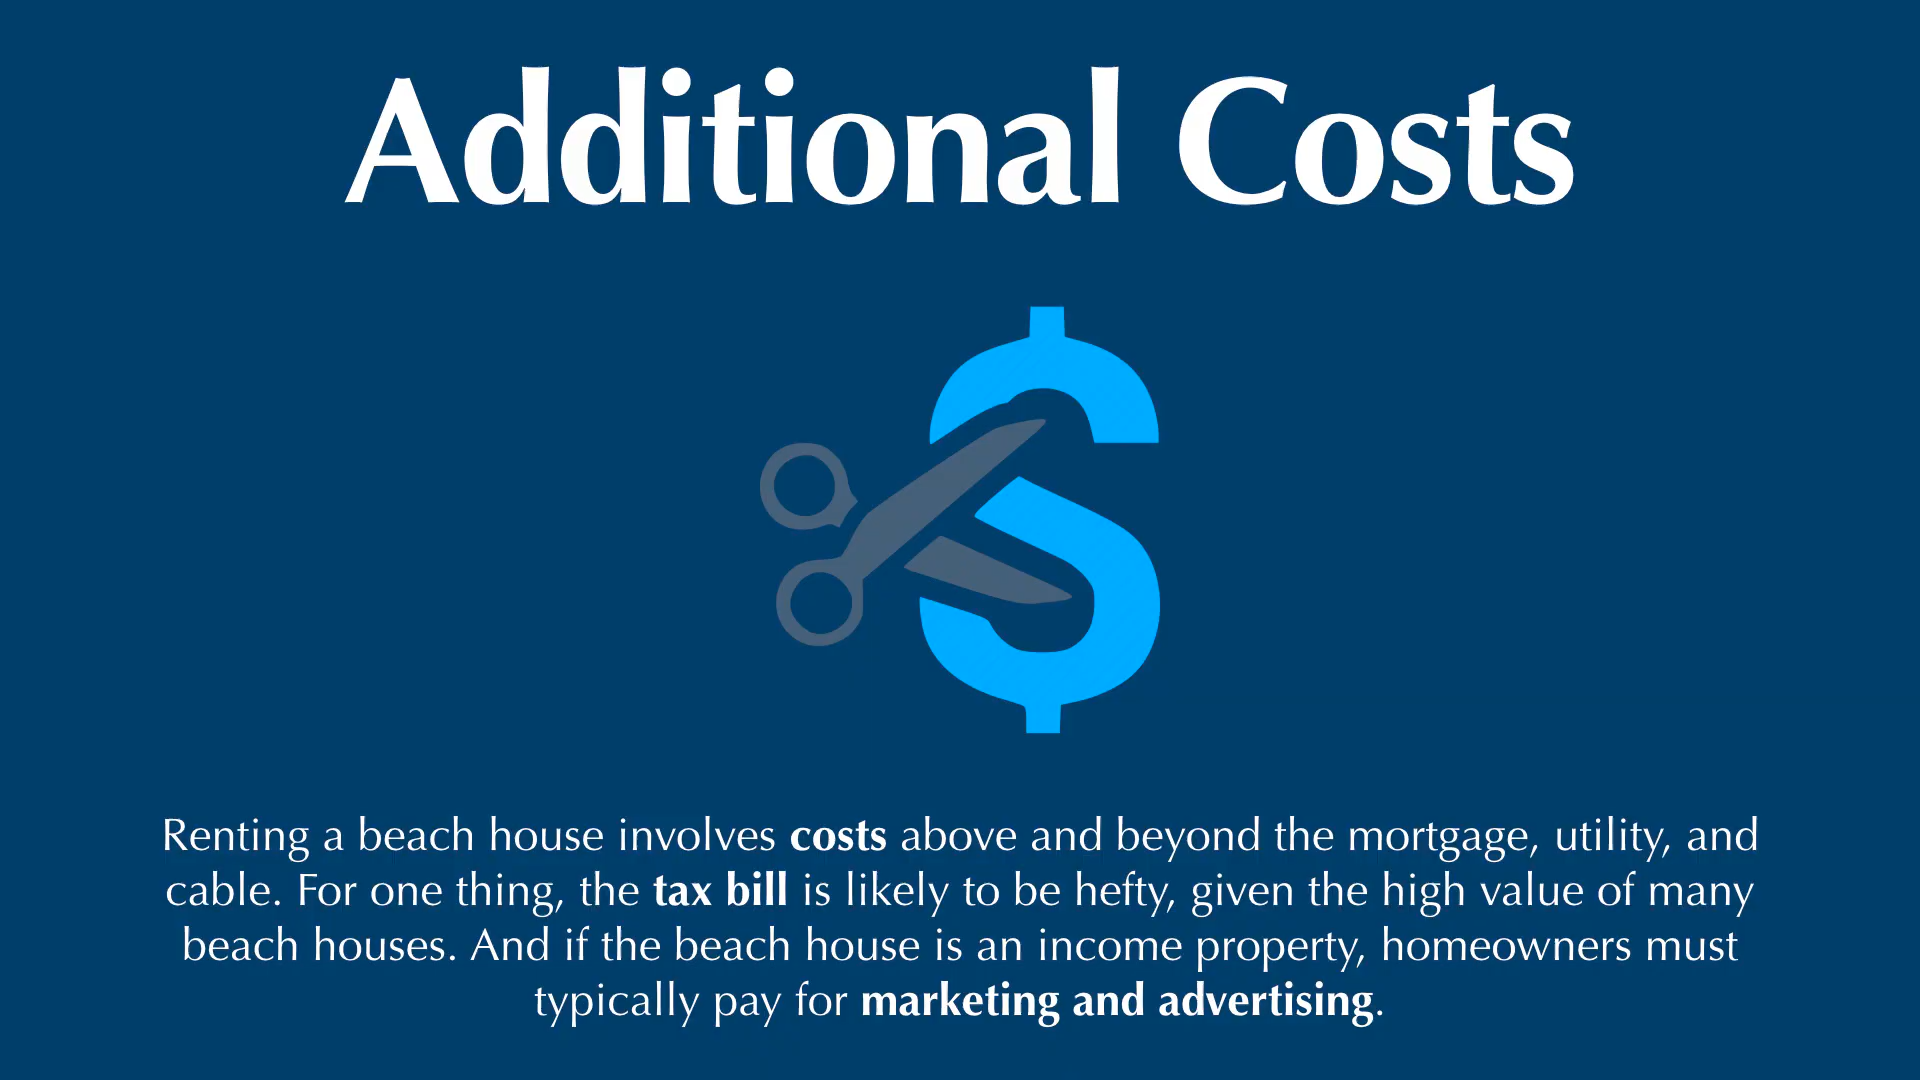 Additional Costs
Renting a beach house involves costs above and beyond the mortgage, utility, and
cable. For one thing, the tax bill is likely to be hefty, given the high value of many
beach houses. And if the beach house is an income property, homeowners must
typically pay for marketing and advertising.